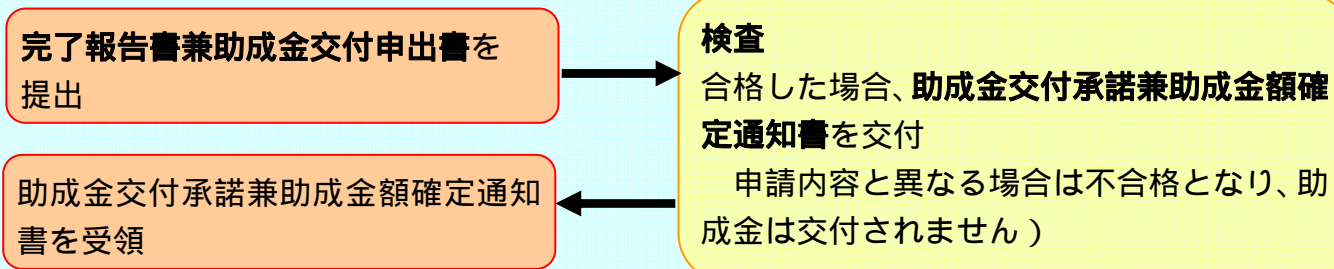 完了報告書兼助成金交付申出書を
提出
検査
合格した場合、助成金交付承諾兼助成金額確
定通知書を交付
　申請内容と異なる場合は不合格となり、助
成金は交付されません）
助成金交付承諾兼助成金額確定通知
書を受領